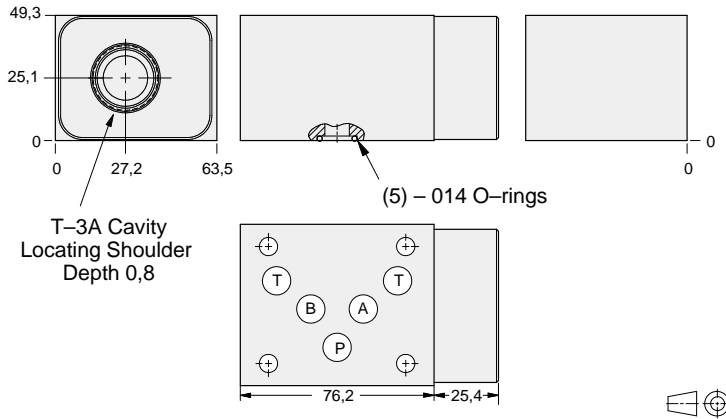 49,3
25,1
0
0
27,2
63,5
T–3A Cavity
Locating Shoulder
Depth 0,8
(5) – 014 O–rings
0
0
T
T
B
A
P
76,2
25,4